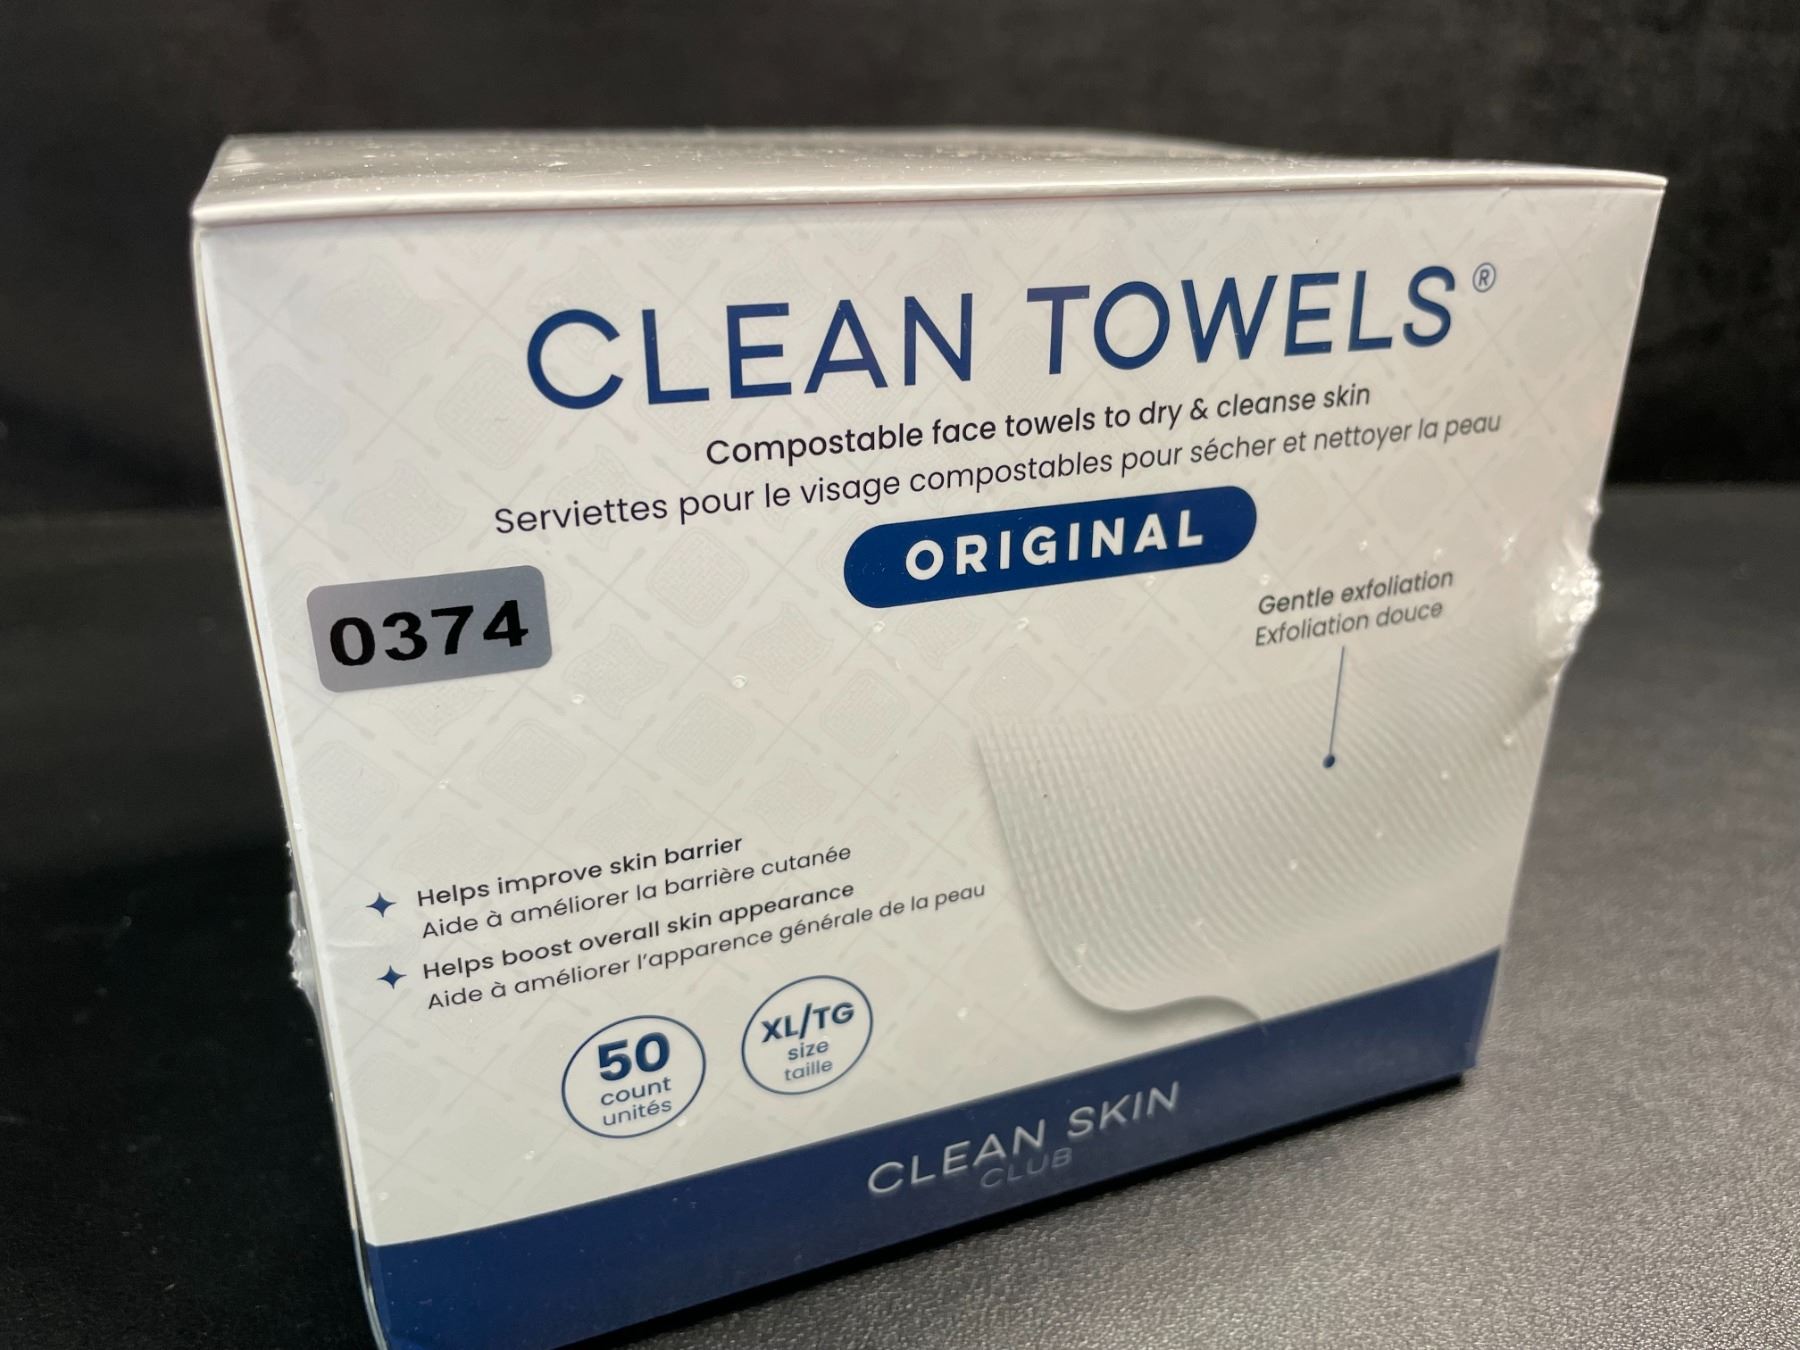 CLEAN TOWELS®
Compostable face towels to dry & cleanse skin
Serviettes pour le visage compostables pour sécher et nettoyer la peau
ORIGINAL
0374
Gentle exfoliation
Exfoliation douce
Helps improve skin barrier
Aide à améliorer la barrière cutanée
Helps boost overall skin appearance
Aide à améliorer l'apparence générale de la peau
50
count
unités
XL/TG
size
taille
CLEAN SKIN
CLUB